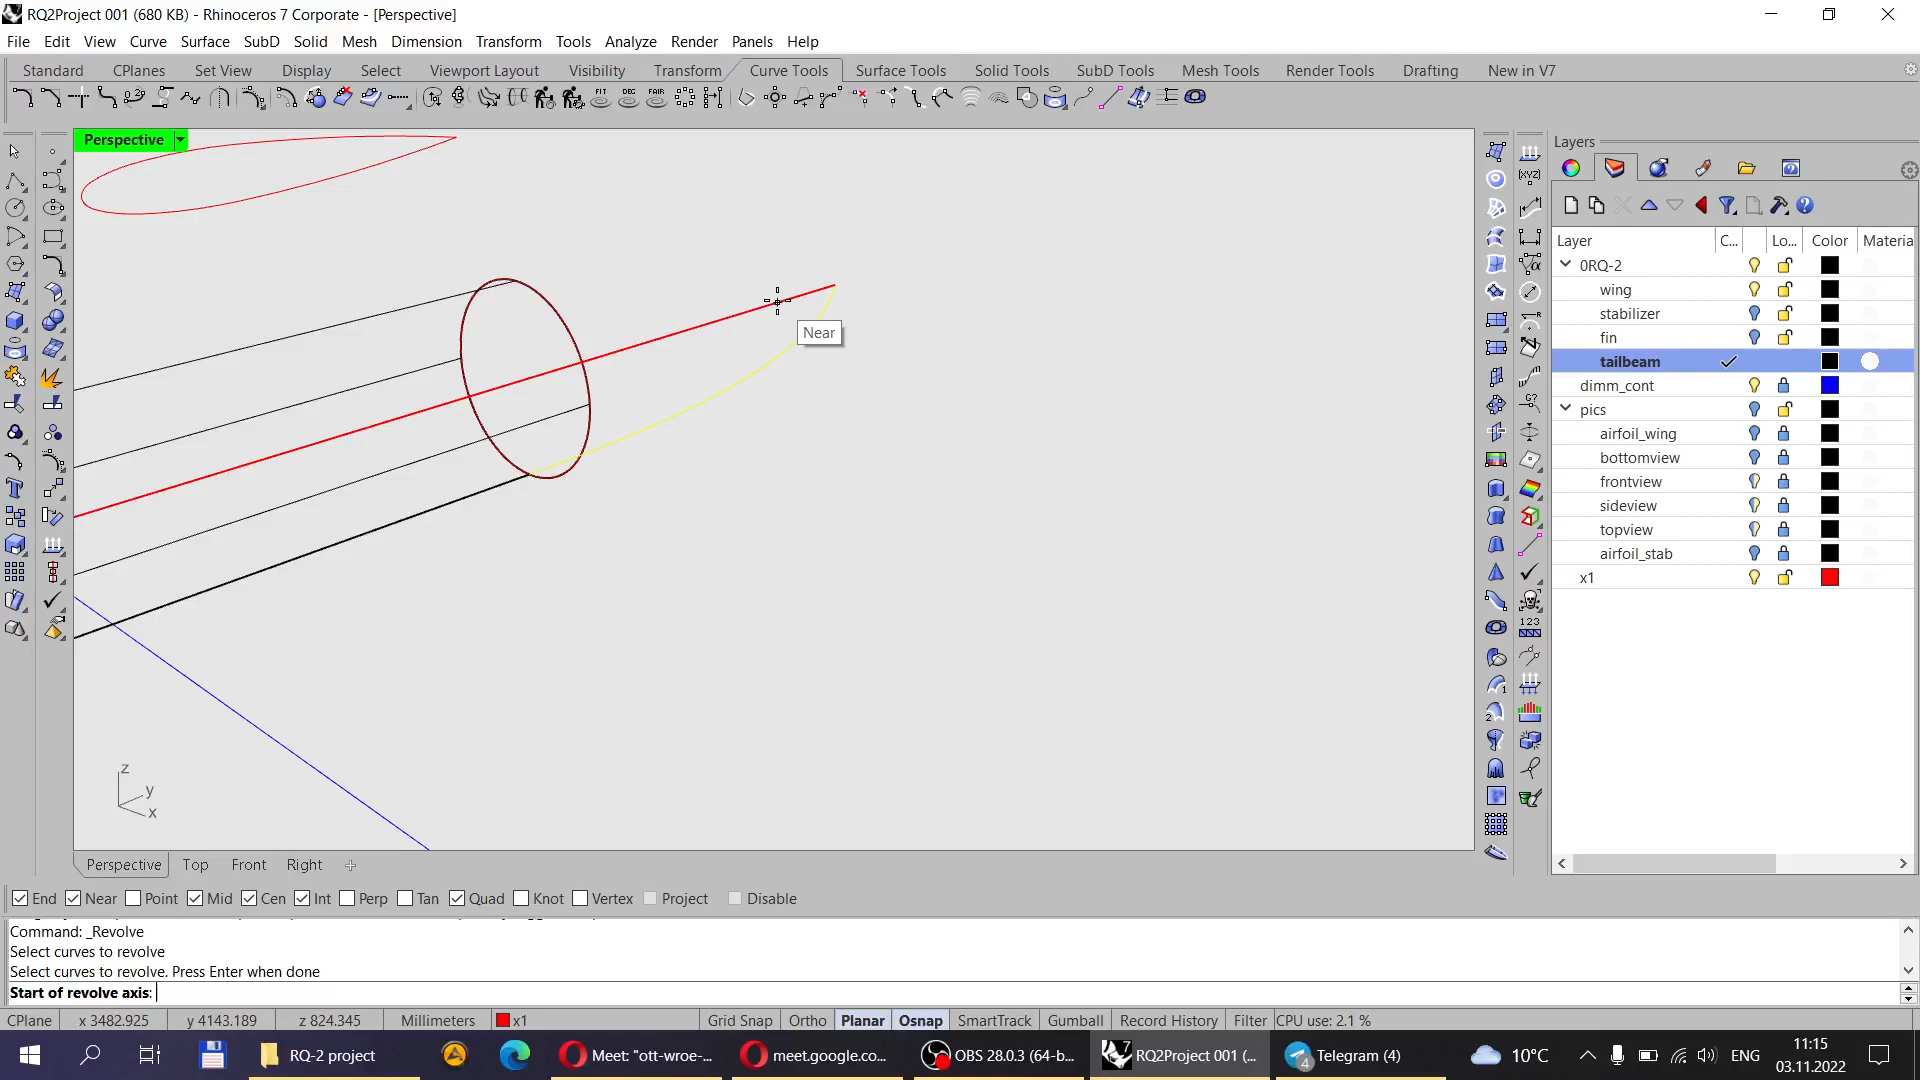 RQ2Project 001 (680 KB) - Rhinoceros 7 Corporate - [Perspective]
File Edit View Curve Surface SubD Solid Mesh Dimension Transform Tools Analyze Render Panels Help
Standard CPlanes Set View Display Select Viewport Layout Visibility Transform Curve Tools Surface Tools Solid Tools SubD Tools Mesh Tools Render Tools Drafting New in V7
Perspective
Near
z
y
x
Layers
Layer C... Lo... Color Materia
0RQ-2
wing
stabilizer
fin
tailbeam
dimm_cont
pics
airfoil_wing
bottomview
frontview
sideview
topview
airfoil_stab
x1
Perspective Top Front Right
End Near Point Mid Cen Int Perp Tan Quad Knot Vertex Project Disable
Command: _Revolve
Select curves to revolve
Select curves to revolve. Press Enter when done
Start of revolve axis:
CPlane x 3482.925 y 4143.189 z 824.345 Millimeters x1 Grid Snap Ortho Planar Osnap SmartTrack Gumball Record History Filter CPU use: 2.1 %
RQ-2 project Meet: "ott-wroe-... meet.google.co... OBS 28.0.3 (64-b... RQ2Project 001 (... Telegram (4) 10°C ENG
11:15
03.11.2022